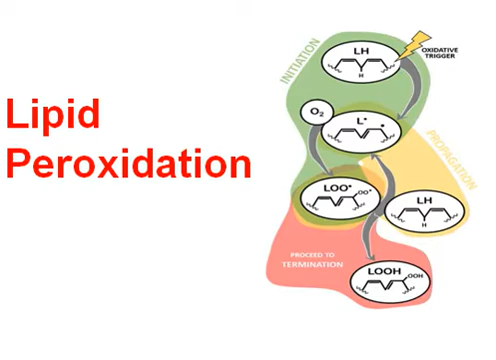 Lipid
Peroxidation
INITIATION
LH
H
OXIDATIVE
TRIGGER
O₂
L•
•
PROPAGATION
LOO•
OO•
LH
H
PROCEED TO
TERMINATION
LOOH
OOH